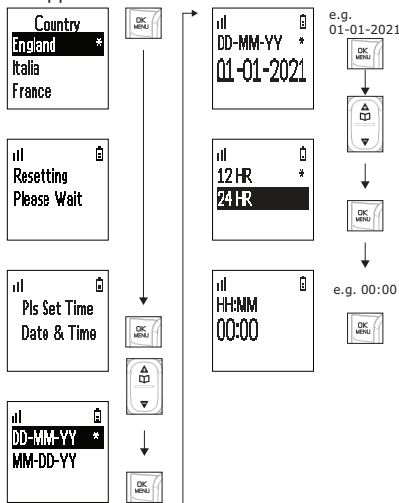 Country
England *
Italia
France
OK
MENU
Resetting
Please Wait
Pls Set Time
Date & Time
OK
MENU
DD-MM-YY *
MM-DD-YY
OK
MENU
DD-MM-YY *
01-01-2021
e.g.
01-01-2021
OK
MENU
12 HR *
24 HR
OK
MENU
HH:MM
00:00
e.g. 00:00
OK
MENU